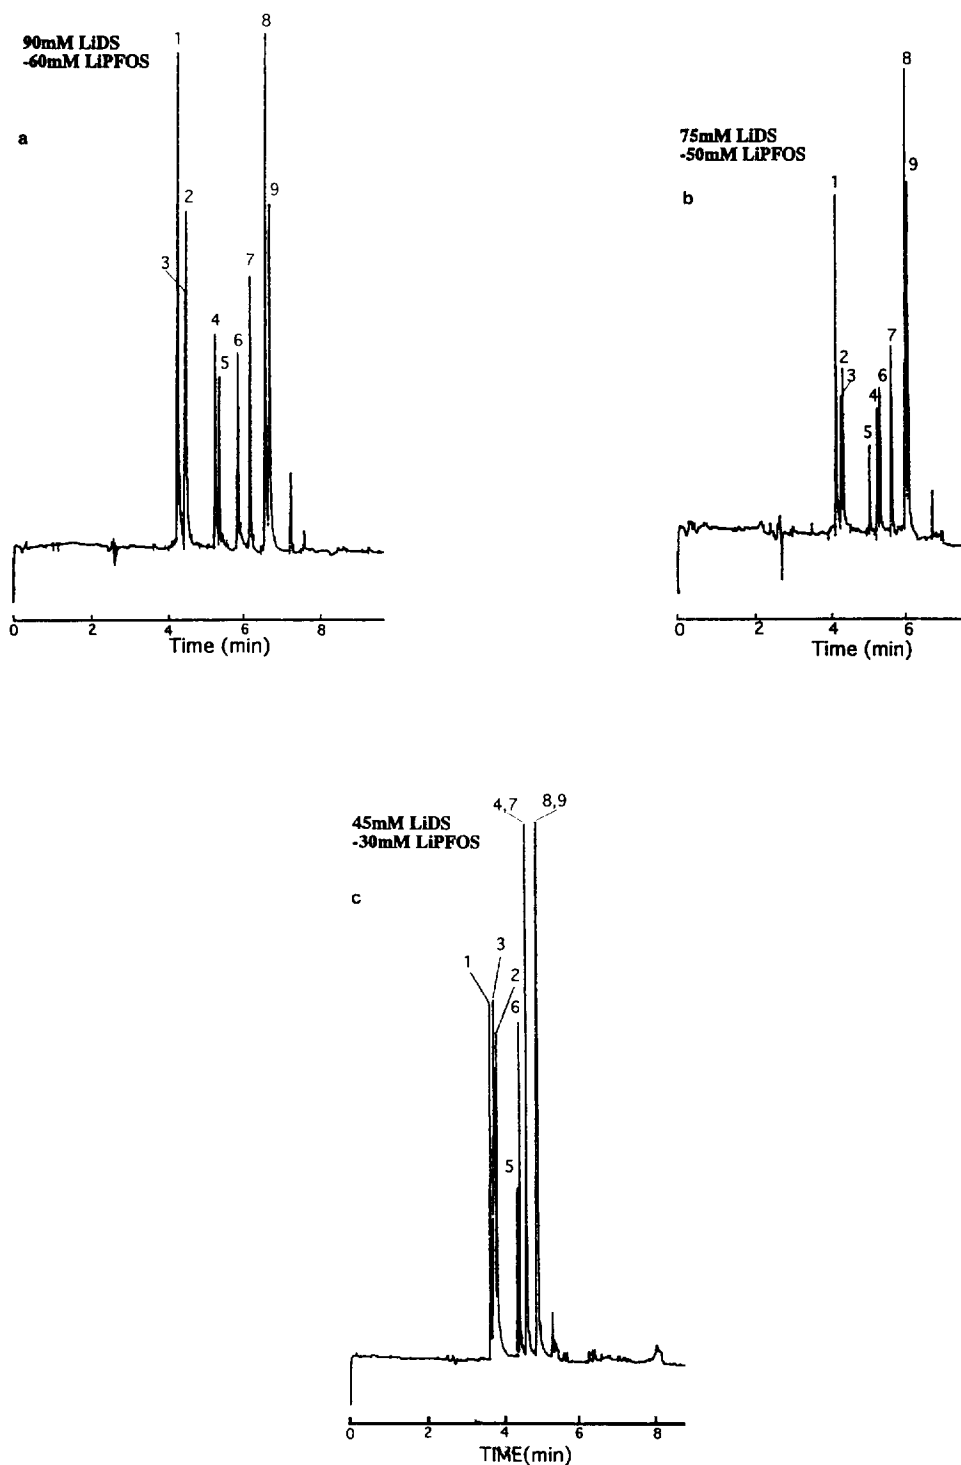 90mM LiDS
-60mM LiPFOS
a
1
8
2
9
3
7
4
6
5
0 2 4 6 8
Time (min)
75mM LiDS
-50mM LiPFOS
b
8
9
1
7
2
3
6
4
5
0 2 4 6
Time (min)
45mM LiDS
-30mM LiPFOS
c
4,7
8,9
3
1
2
6
5
0 2 4 6 8
TIME(min)